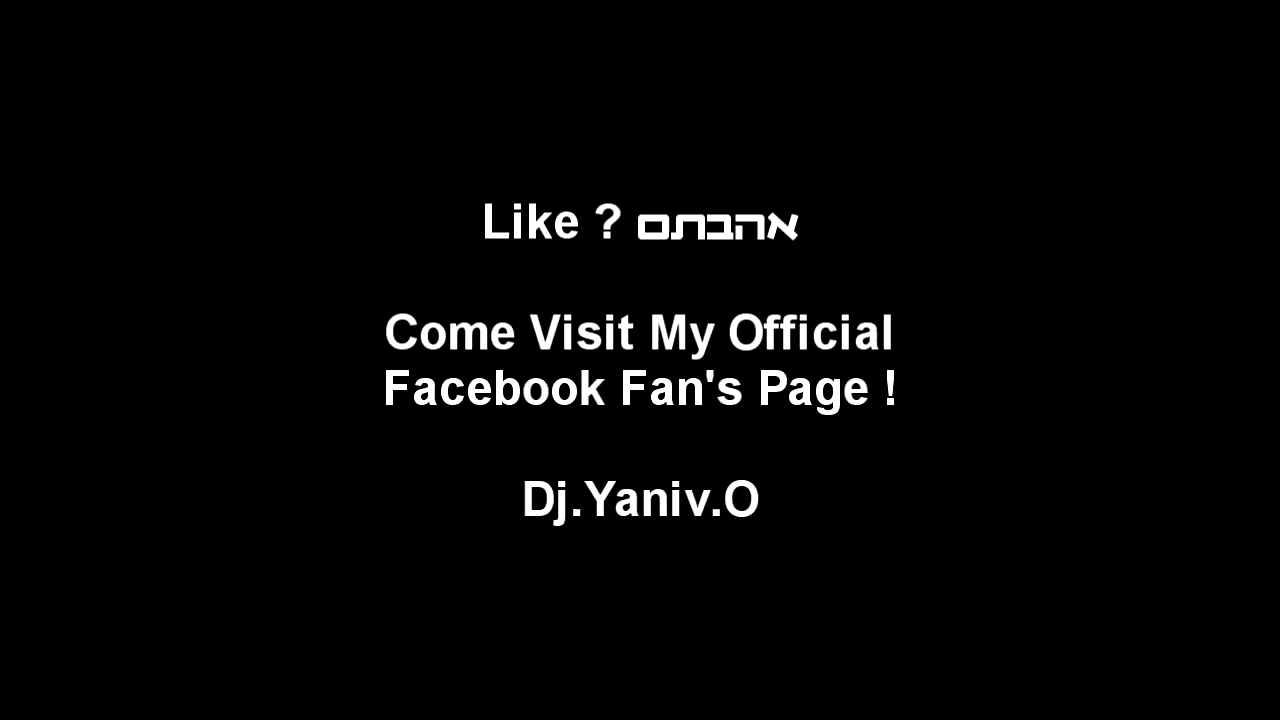 Like ? אהבתם
Come Visit My Official
Facebook Fan's Page !
Dj.Yaniv.O